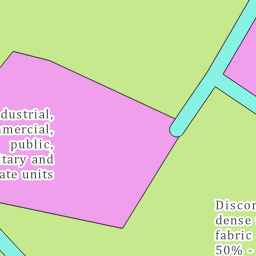 dustrial,
mercial,
public,
tary and
ate units
Discon
dense
fabric
50% -